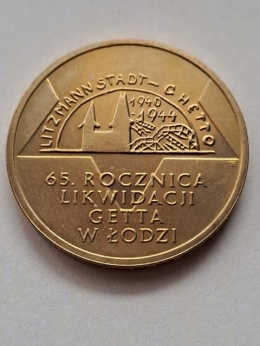 LITZMANNSTADT-GHETTO
1940
1944
65. ROCZNICA
LIKWIDACJI
GETTA
W ŁODZI